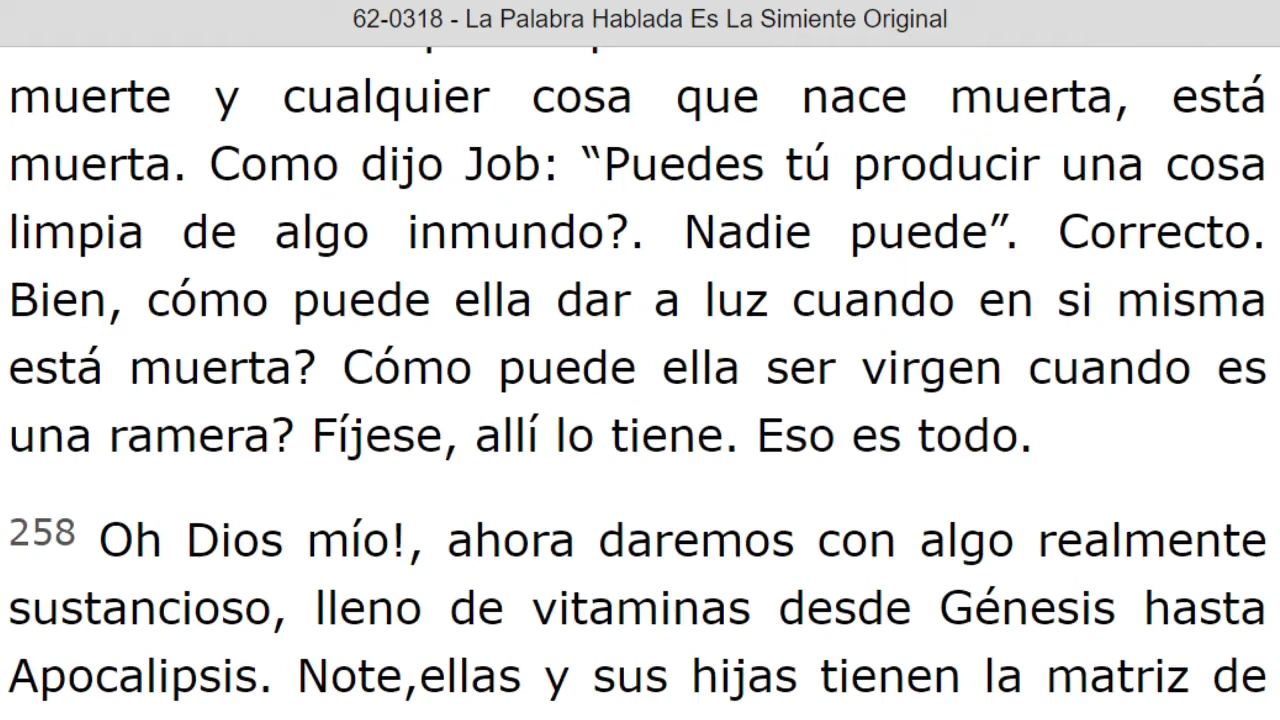 62-0318 - La Palabra Hablada Es La Simiente Original
muerte y cualquier cosa que nace muerta, está
muerta. Como dijo Job: “Puedes tú producir una cosa
limpia de algo inmundo?. Nadie puede”. Correcto.
Bien, cómo puede ella dar a luz cuando en si misma
está muerta? Cómo puede ella ser virgen cuando es
una ramera? Fíjese, allí lo tiene. Eso es todo.
258 Oh Dios mío!, ahora daremos con algo realmente
sustancioso, lleno de vitaminas desde Génesis hasta
Apocalipsis. Note,ellas y sus hijas tienen la matriz de